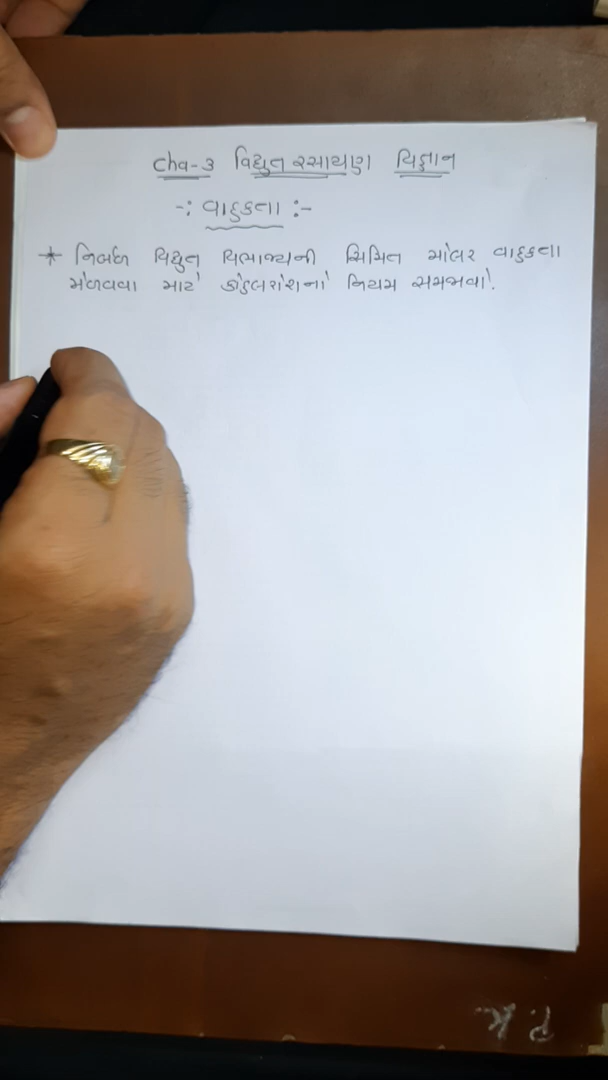 Cha-3 વિદ્યુત રસાયણ વિજ્ઞાન
-: વાહકતા :-
* નિર્બળ વિદ્યુત વિભાજ્યની સિમિત મોલર વાહકતા
મેળવવા માટે કોહલરોશનો નિયમ સમજાવો.
P.K.